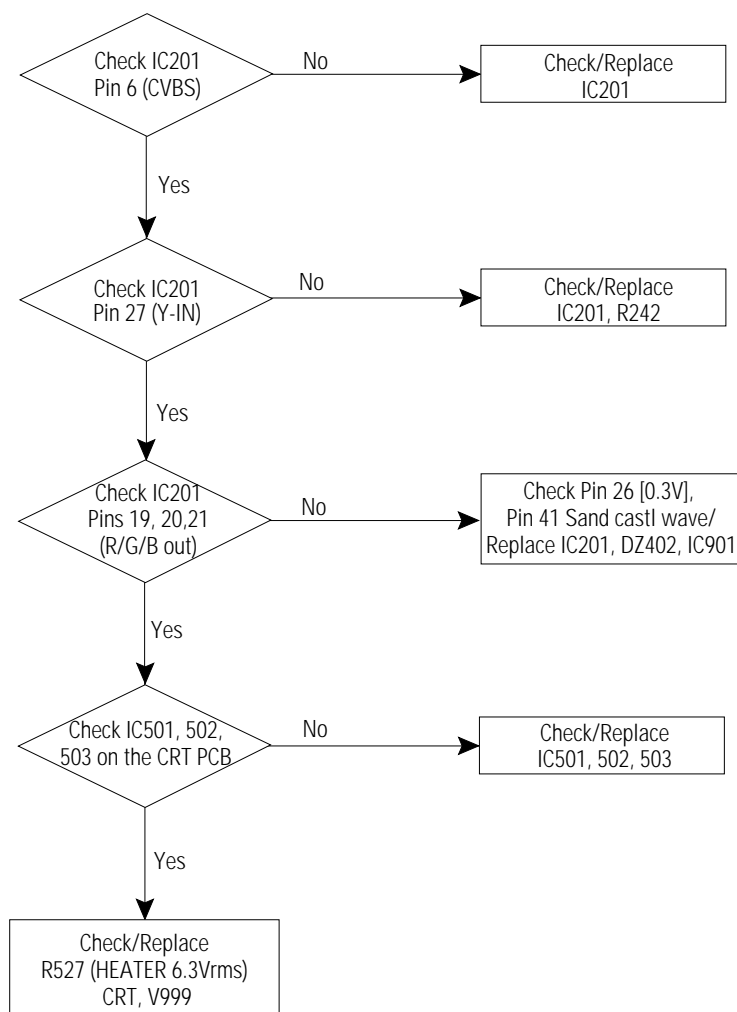 Check IC201
Pin 6 (CVBS)
No
Check/Replace
IC201
Yes
Check IC201
Pin 27 (Y-IN)
No
Check/Replace
IC201, R242
Yes
Check IC201
Pins 19, 20,21
(R/G/B out)
No
Check Pin 26 [0.3V],
Pin 41 Sand castl wave/
Replace IC201, DZ402, IC901
Yes
Check IC501, 502,
503 on the CRT PCB
No
Check/Replace
IC501, 502, 503
Yes
Check/Replace
R527 (HEATER 6.3Vrms)
CRT, V999